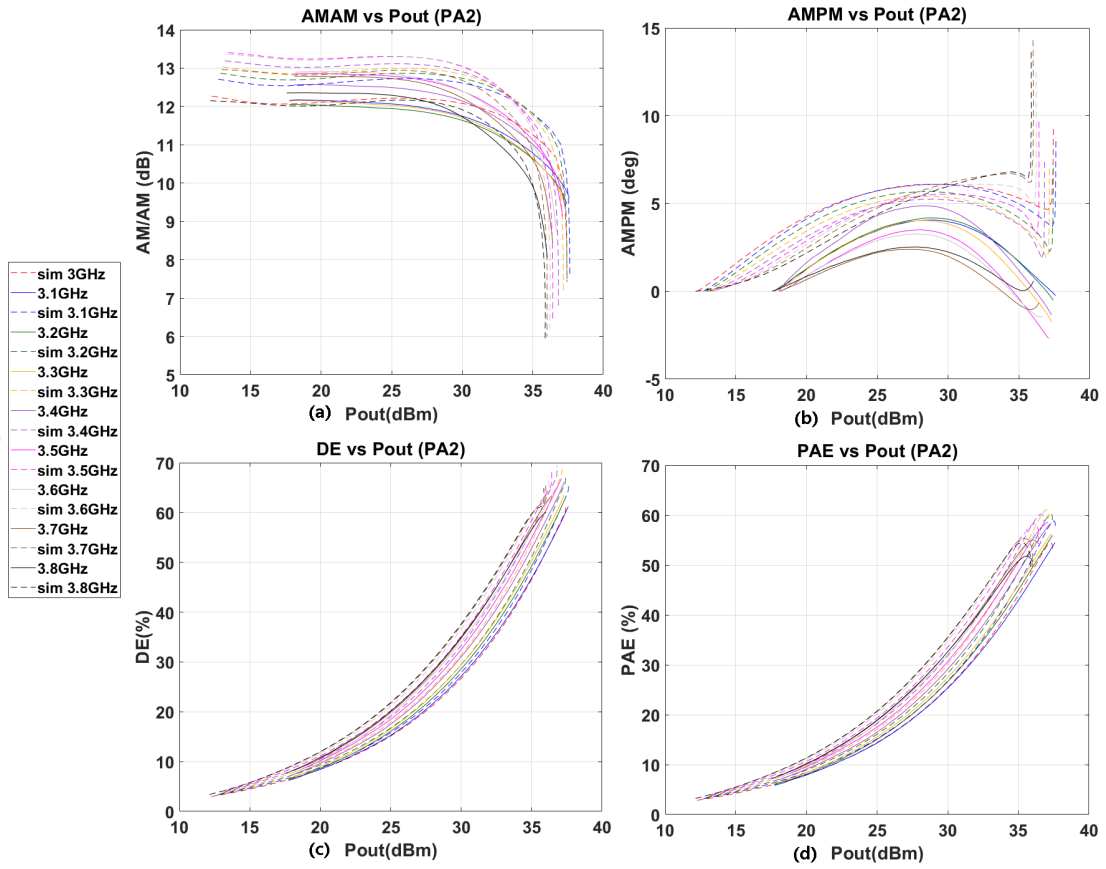 AMAM vs Pout (PA2)
14
13
12
11
10
9
8
7
6
5
AM/AM (dB)
10 15 20 25 30 35 40
(a) Pout(dBm)
AMPM vs Pout (PA2)
15
10
5
0
-5
AMPM (deg)
10 15 20 25 30 35 40
(b) Pout(dBm)
sim 3GHz
3.1GHz
sim 3.1GHz
3.2GHz
sim 3.2GHz
3.3GHz
sim 3.3GHz
3.4GHz
sim 3.4GHz
3.5GHz
sim 3.5GHz
3.6GHz
sim 3.6GHz
3.7GHz
sim 3.7GHz
3.8GHz
sim 3.8GHz
DE vs Pout (PA2)
70
60
50
40
30
20
10
0
DE(%)
10 15 20 25 30 35 40
(c) Pout(dBm)
PAE vs Pout (PA2)
70
60
50
40
30
20
10
0
PAE (%)
10 15 20 25 30 35 40
(d) Pout(dBm)